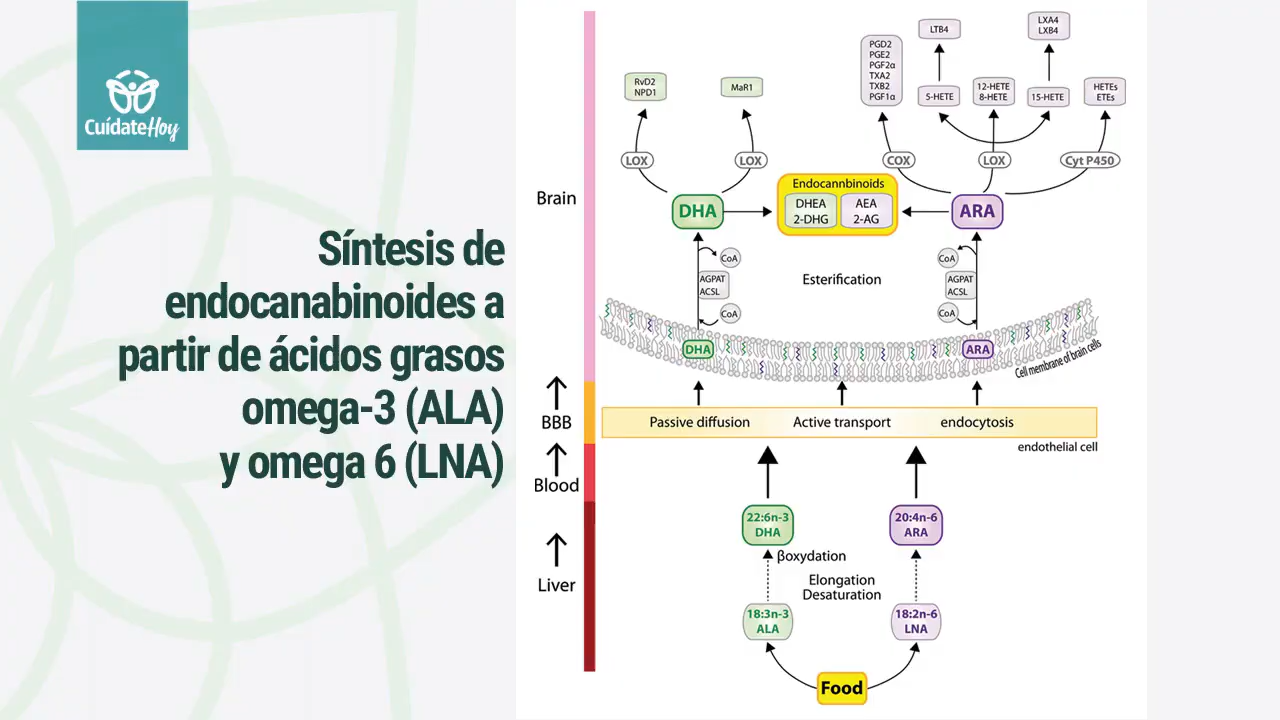 CuídateHoy
Síntesis de
endocanabinoides a
partir de ácidos grasos
omega-3 (ALA)
y omega 6 (LNA)
Brain
BBB
Blood
Liver
RvD2
NPD1
MaR1
PGD2
PGE2
PGF2α
TXA2
TXB2
PGF1α
LTB4
LXA4
LXB4
5-HETE
12-HETE
8-HETE
15-HETE
HETEs
ETEs
LOX
LOX
COX
LOX
Cyt P450
DHA
Endocannbinoids
DHEA
2-DHG
AEA
2-AG
ARA
CoA
AGPAT
ACSL
CoA
Esterification
CoA
AGPAT
ACSL
CoA
DHA
ARA
Cell membrane of brain cells
Passive diffusion
Active transport
endocytosis
endothelial cell
22:6n-3
DHA
20:4n-6
ARA
βoxydation
Elongation
Desaturation
18:3n-3
ALA
18:2n-6
LNA
Food